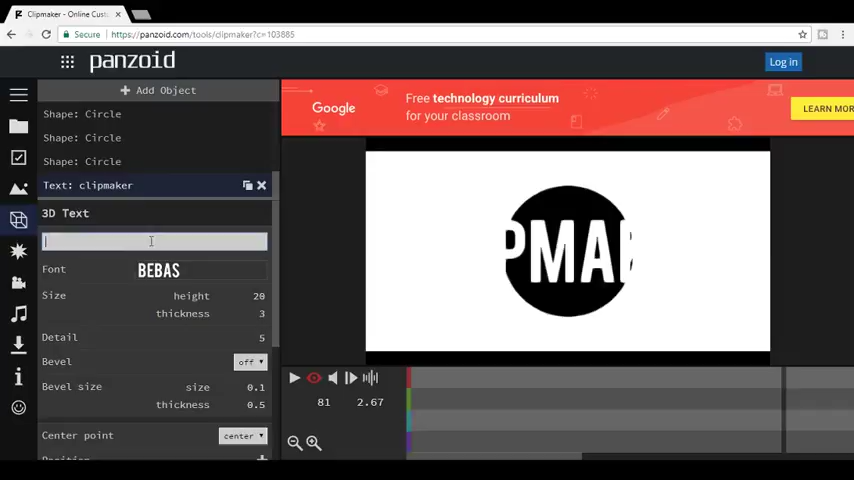 Clipmaker - Online Cust
Secure
https://panzoid.com/tools/clipmaker?c=103885
panzoid
Log in
Add Object
Shape: Circle
Shape: Circle
Shape: Circle
Text: clipmaker
3D Text
Font BEBAS
Size height 20
thickness 3
Detail 5
Bevel off
Bevel size size 0.1
thickness 0.5
Center point center
Google
Free technology curriculum
for your classroom
LEARN MOR
PMA
81 2.67